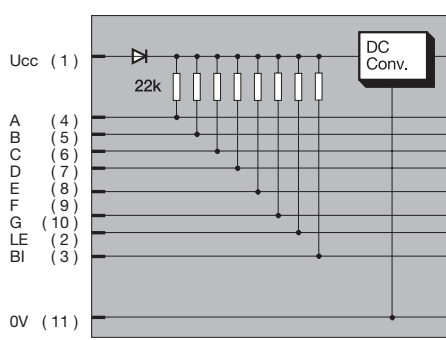 Ucc (1)
DC
Conv.
22k
A (4)
B (5)
C (6)
D (7)
E (8)
F (9)
G (10)
LE (2)
BI (3)
0V (11)